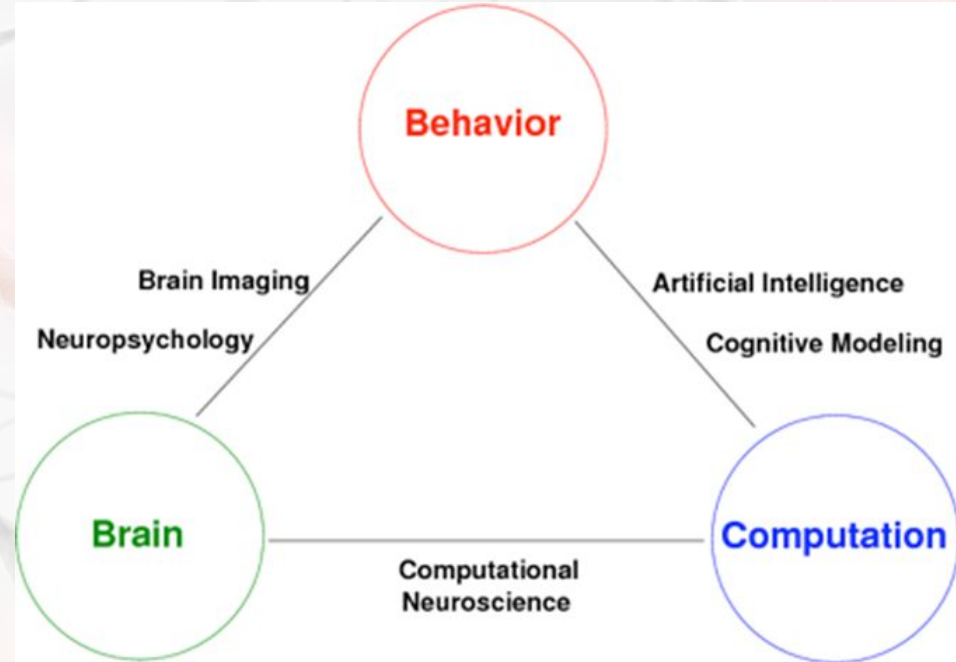 Behavior
Brain Imaging
Artificial Intelligence
Neuropsychology
Cognitive Modeling
Brain
Computation
Computational
Neuroscience